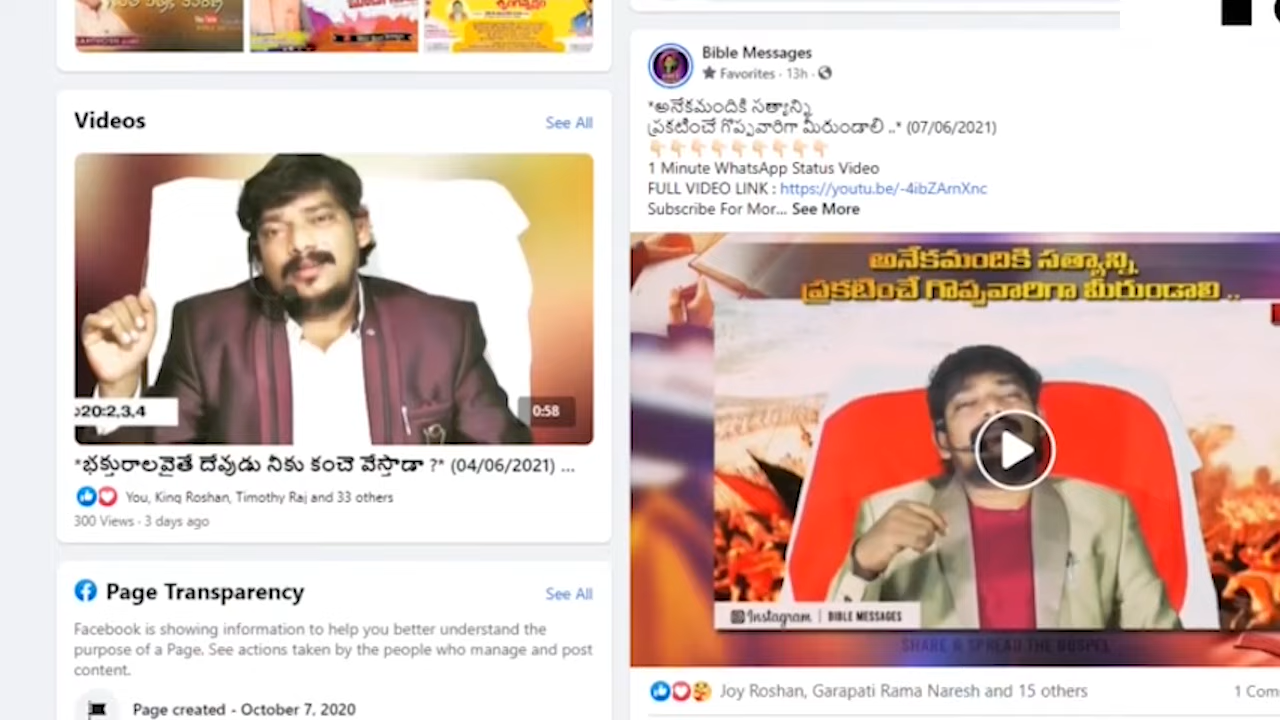 Videos
See All
20:2,3,4
0:58
*భక్తురాలవైతే దేవుడు నీకు కంచె వేస్తాడా ?* (04/06/2021) ...
You, King Roshan, Timothy Raj and 33 others
300 Views · 3 days ago
Page Transparency
See All
Facebook is showing information to help you better understand the
purpose of a Page. See actions taken by the people who manage and post
content.
Page created - October 7, 2020
Bible Messages
Favorites · 13h ·
*అనేకమందికి సత్యాన్ని
ప్రకటించే గొప్పవారిగా మీరుండాలి ..* (07/06/2021)
1 Minute WhatsApp Status Video
FULL VIDEO LINK : https://youtu.be/-4ibZArnXnc
Subscribe For Mor... See More
అనేకమందికి సత్యాన్ని
ప్రకటించే గొప్పవారిగా మీరుండాలి ..
Instagram | BIBLE MESSAGES
SHARE & SPREAD THE GOSPEL
Joy Roshan, Garapati Rama Naresh and 15 others
1 Com